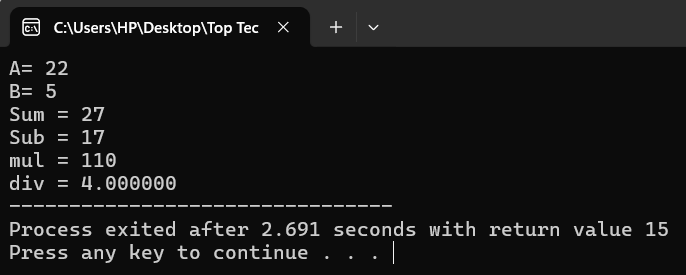 C:\Users\HP\Desktop\Top Tec
A= 22
B= 5
Sum = 27
Sub = 17
mul = 110
div = 4.000000
--------------------------------
Process exited after 2.691 seconds with return value 15
Press any key to continue . . .